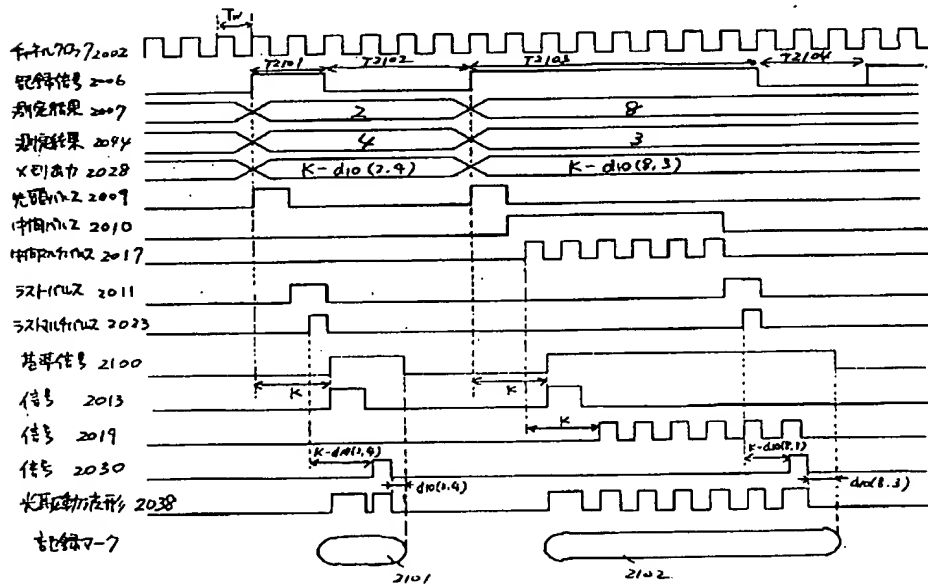 Tw
チャネルクロック2002
T2101 T2102 T2103 T2104
記録信号 2006
測定結果 2007 2 8
測定結果 2044 4 3
メモリ出力 2028 K-d10(2.4) K-d10(8.3)
先頭パルス 2009
中間パルス 2010
中間マルチパルス 2017
ラストパルス 2011
ラストマルチパルス 2023
基準信号 2100
K K
信号 2013
K
信号 2019
K-d10(2,4) K-d10(8,3)
信号 2030
d10(2.4) d10(8.3)
光駆動波形 2038
記録マーク
2101 2102